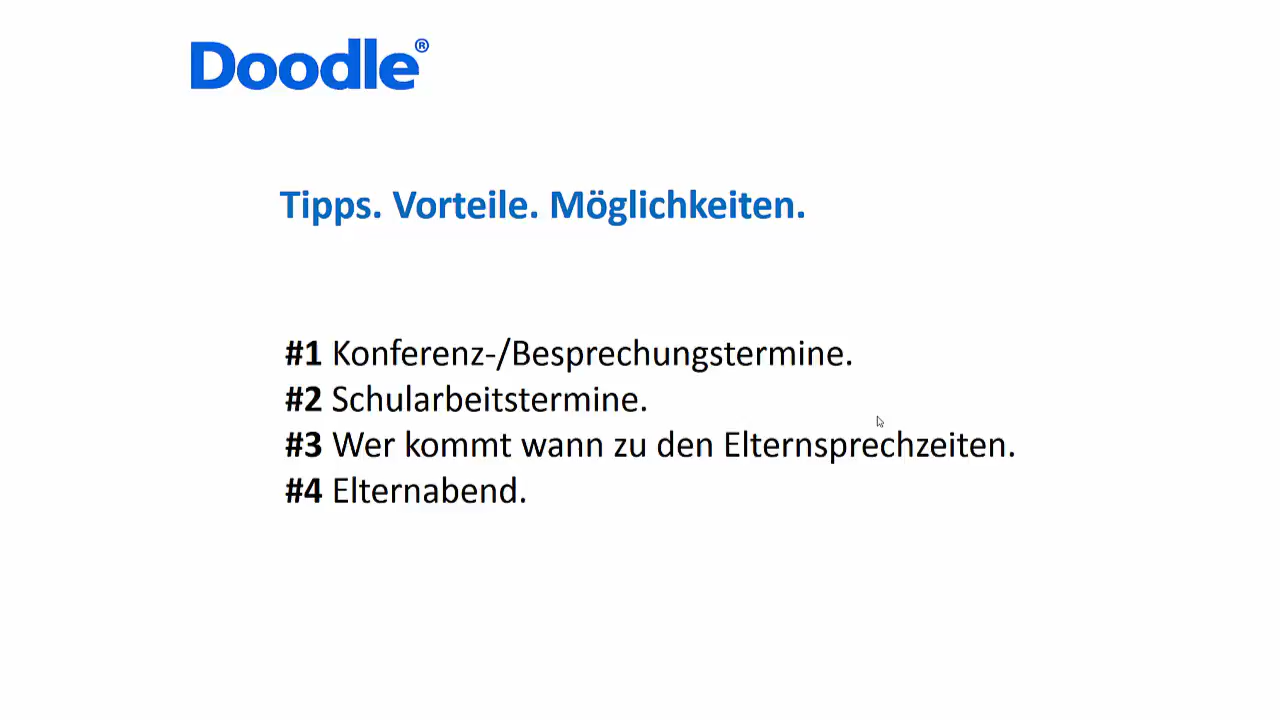 Doodle®
Tipps. Vorteile. Möglichkeiten.
#1 Konferenz-/Besprechungstermine.
#2 Schularbeitstermine.
#3 Wer kommt wann zu den Elternsprechzeiten.
#4 Elternabend.